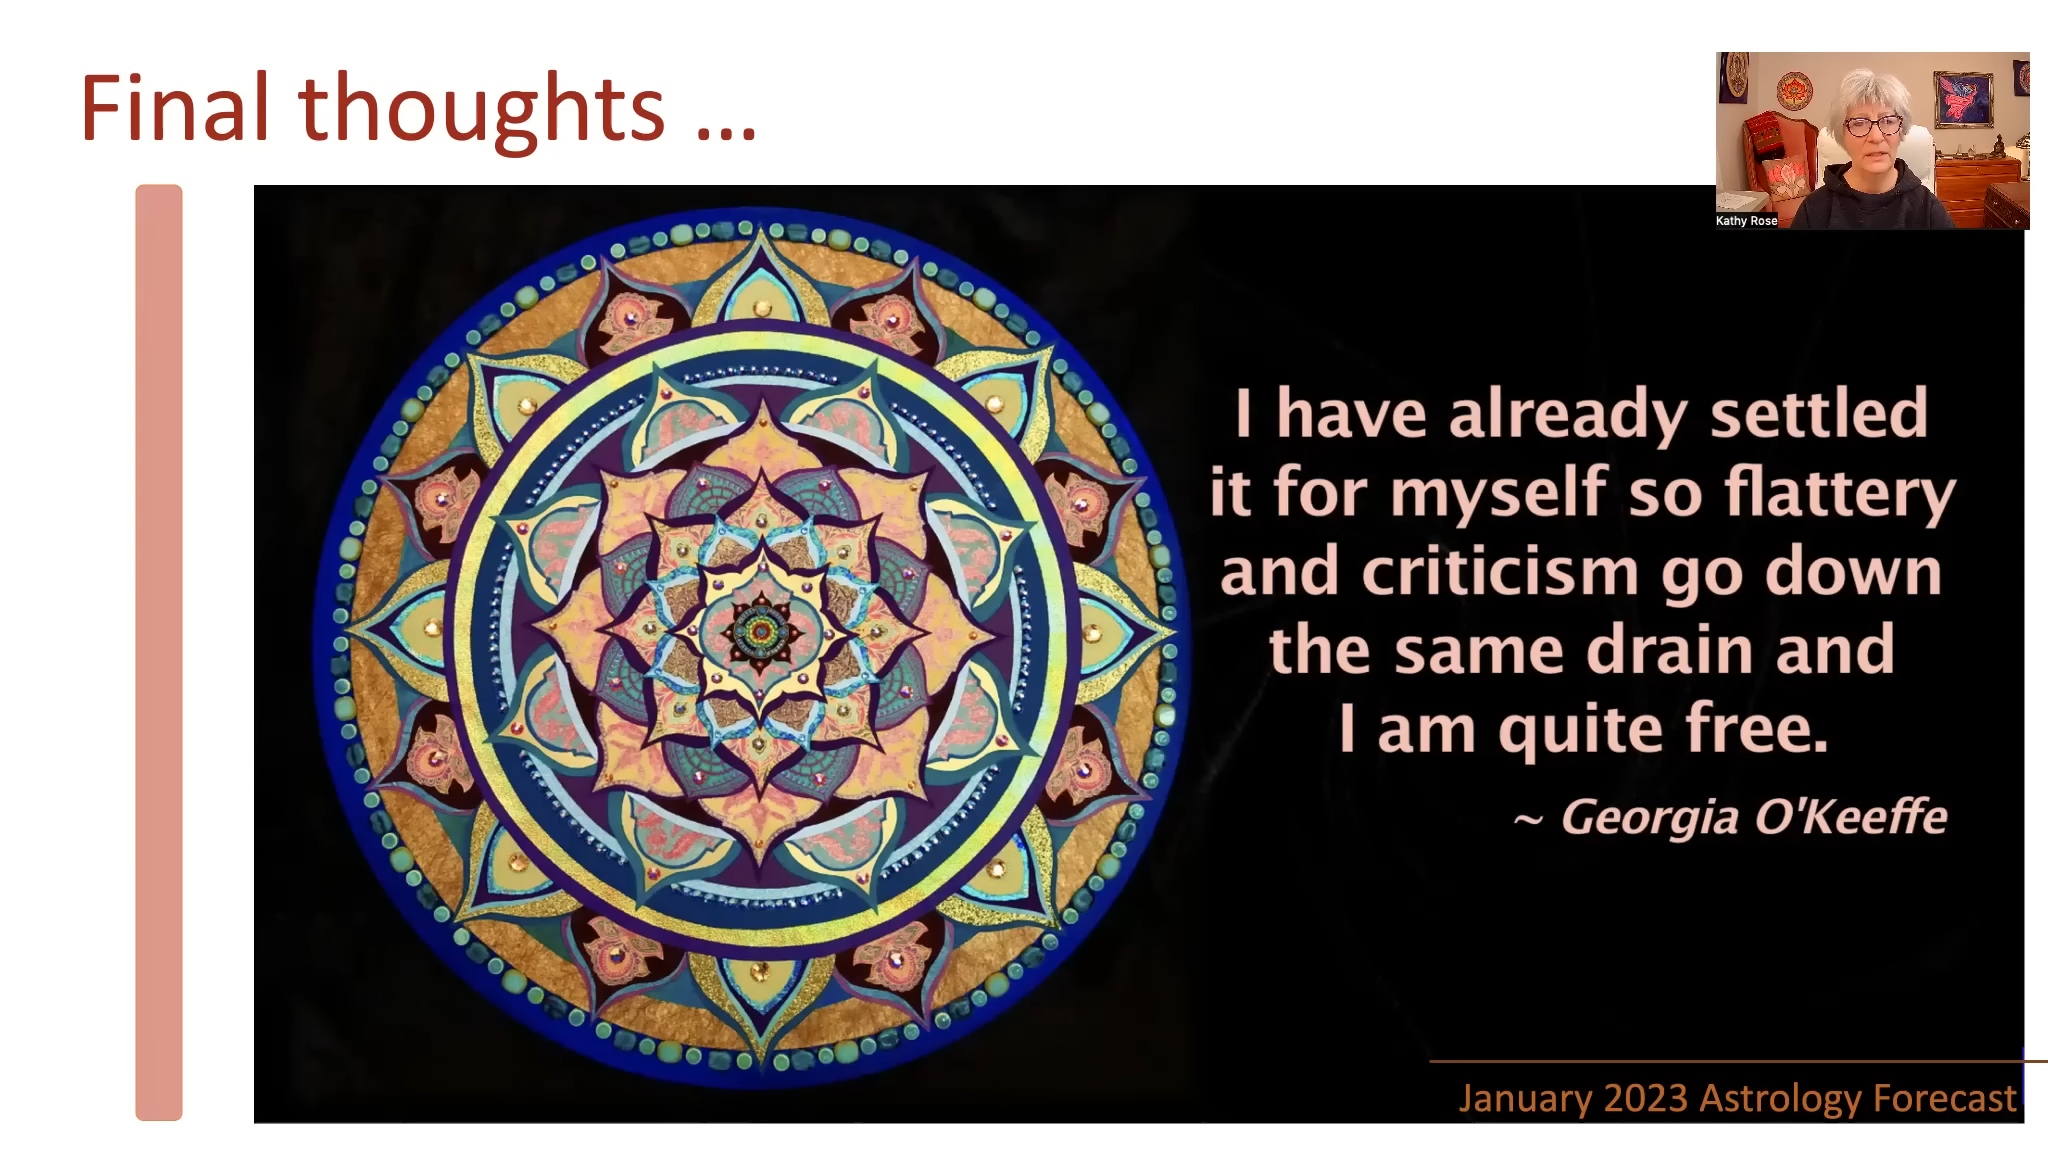 Final thoughts ...
Kathy Rose
I have already settled
it for myself so flattery
and criticism go down
the same drain and
I am quite free.
~ Georgia O'Keeffe
January 2023 Astrology Forecast